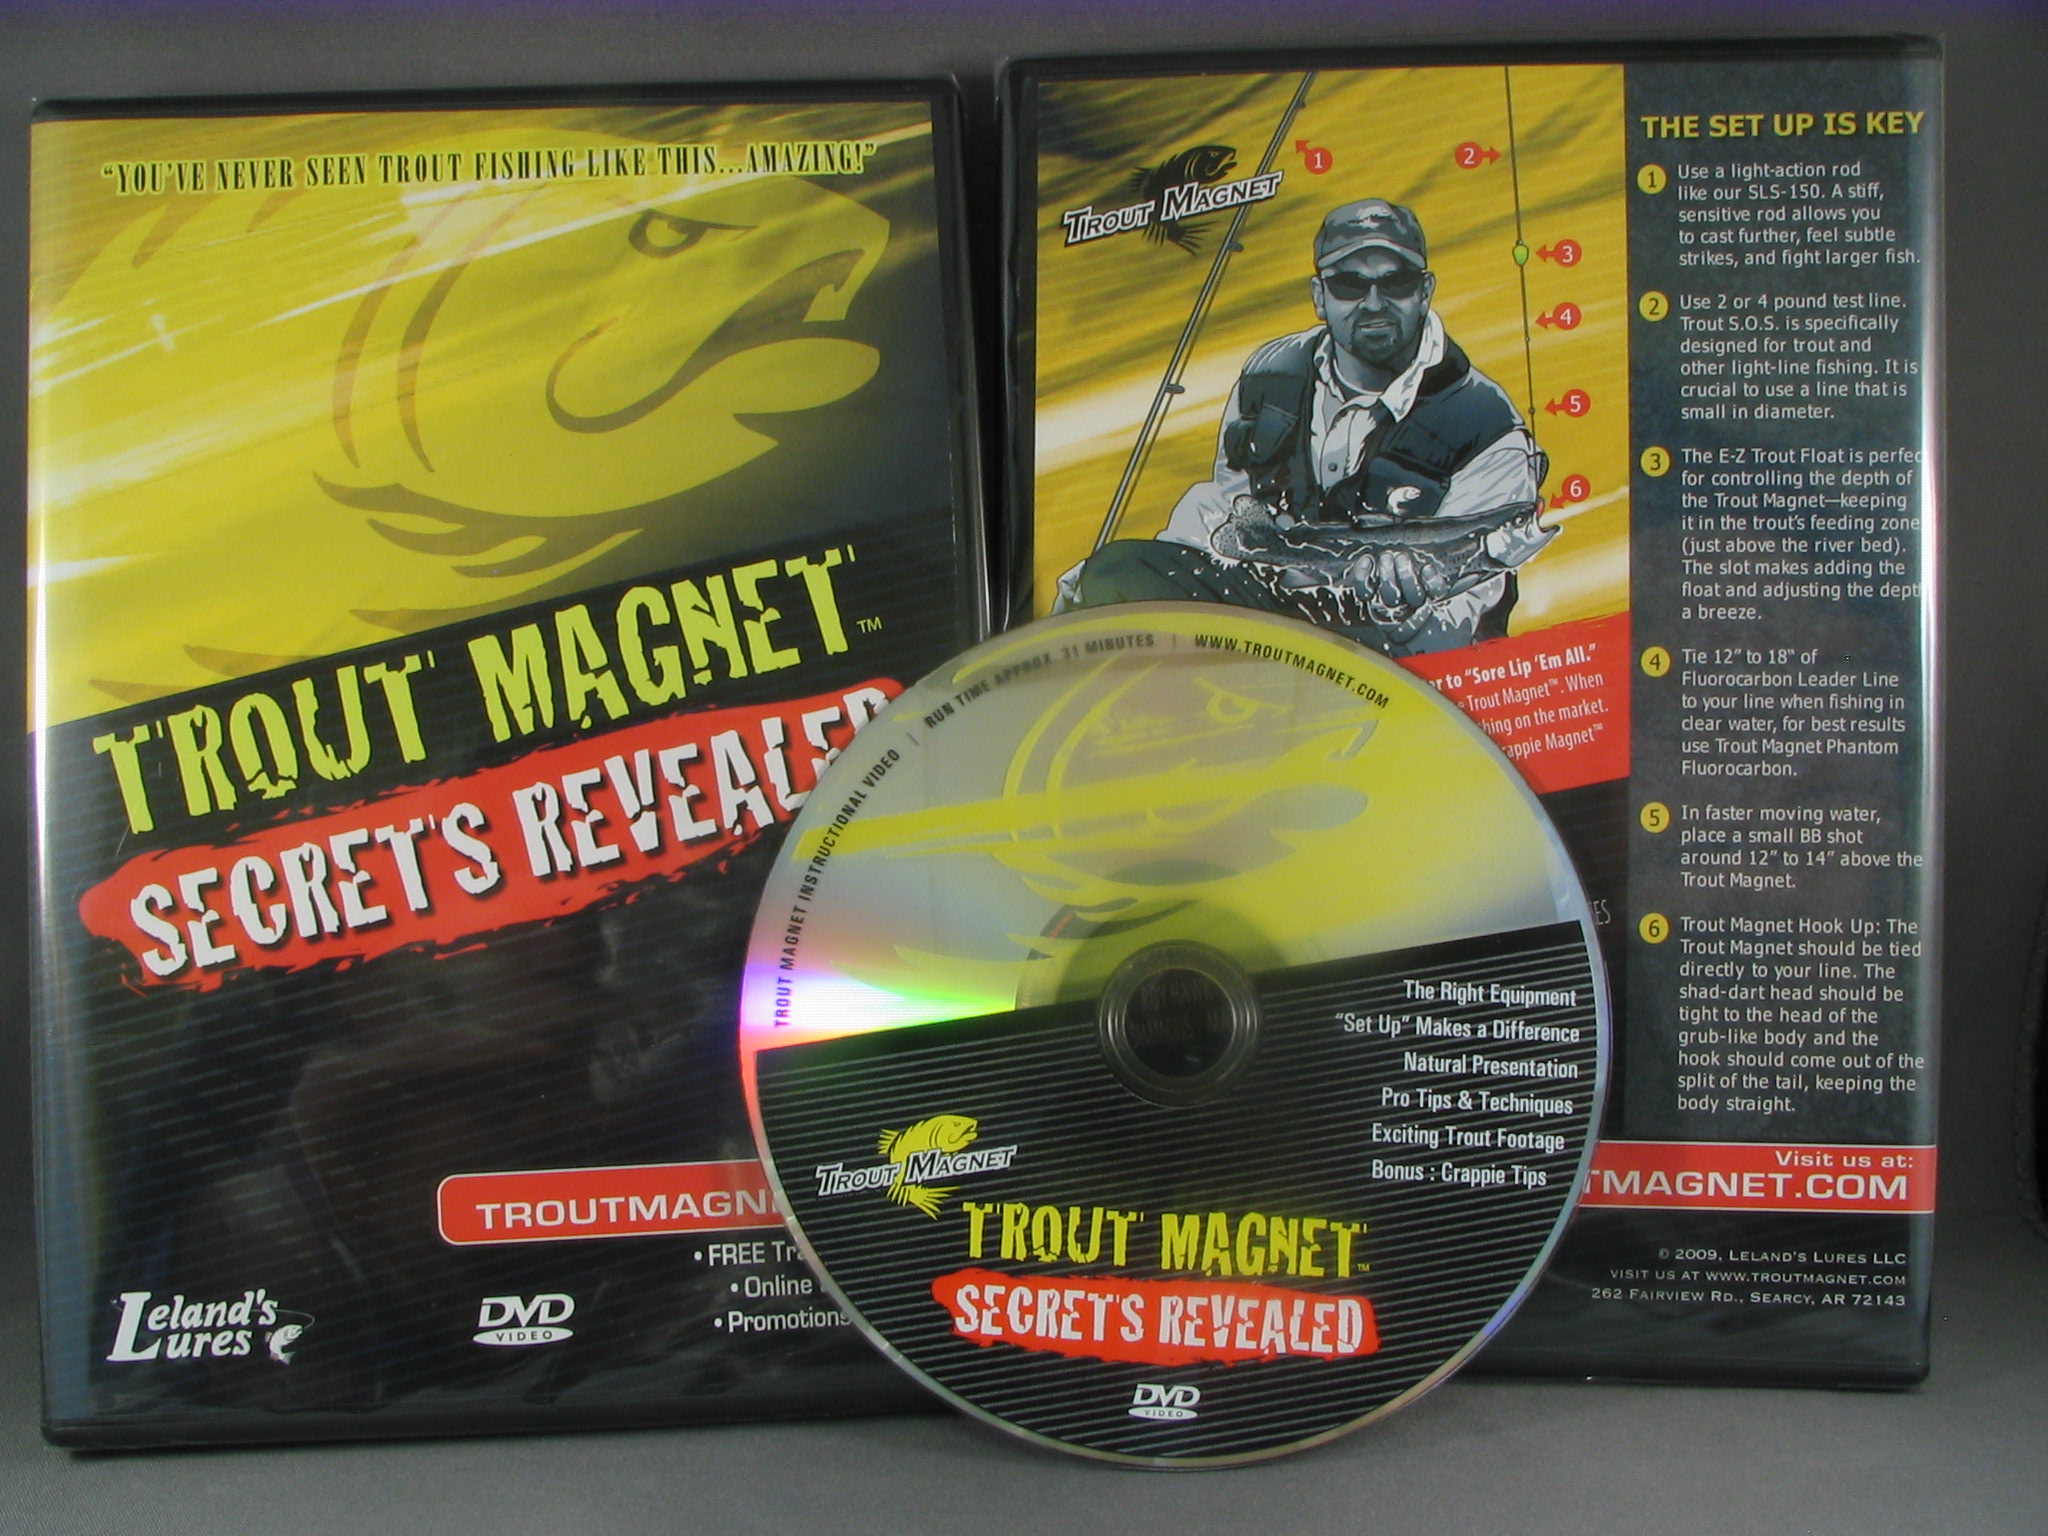 "YOU'VE NEVER SEEN TROUT FISHING LIKE THIS...AMAZING!"
TROUT MAGNET™
SECRETS REVEALED
TROUTMAGN
• FREE Tra
• Online
• Promotions
Leland's
Lures
DVD
VIDEO
TROUT MAGNET
1
2
3
4
5
6
er to "Sore Lip 'Em All."
e Trout Magnet™. When
hing on the market.
rappie Magnet™
THE SET UP IS KEY
1 Use a light-action rod
like our SLS-150. A stiff,
sensitive rod allows you
to cast further, feel subtle
strikes, and fight larger fish.
2 Use 2 or 4 pound test line.
Trout S.O.S. is specifically
designed for trout and
other light-line fishing. It is
crucial to use a line that is
small in diameter.
3 The E-Z Trout Float is perfec
for controlling the depth of
the Trout Magnet—keeping
it in the trout's feeding zone
(just above the river bed).
The slot makes adding the
float and adjusting the depth
a breeze.
4 Tie 12" to 18" of
Fluorocarbon Leader Line
to your line when fishing in
clear water, for best results
use Trout Magnet Phantom
Fluorocarbon.
5 In faster moving water,
place a small BB shot
around 12" to 14" above the
Trout Magnet.
6 Trout Magnet Hook Up: The
Trout Magnet should be tied
directly to your line. The
shad-dart head should be
tight to the head of the
grub-like body and the
hook should come out of the
split of the tail, keeping the
body straight.
Visit us at:
TMAGNET.COM
© 2009, LELAND'S LURES LLC
VISIT US AT WWW.TROUTMAGNET.COM
262 FAIRVIEW RD., SEARCY, AR 72143
TROUT MAGNET INSTRUCTIONAL VIDEO | RUN TIME APPROX. 31 MINUTES | WWW.TROUTMAGNET.COM
The Right Equipment
"Set Up" Makes a Difference
Natural Presentation
Pro Tips & Techniques
Exciting Trout Footage
Bonus : Crappie Tips
TROUT MAGNET
TROUT MAGNET™
SECRETS REVEALED
DVD
VIDEO